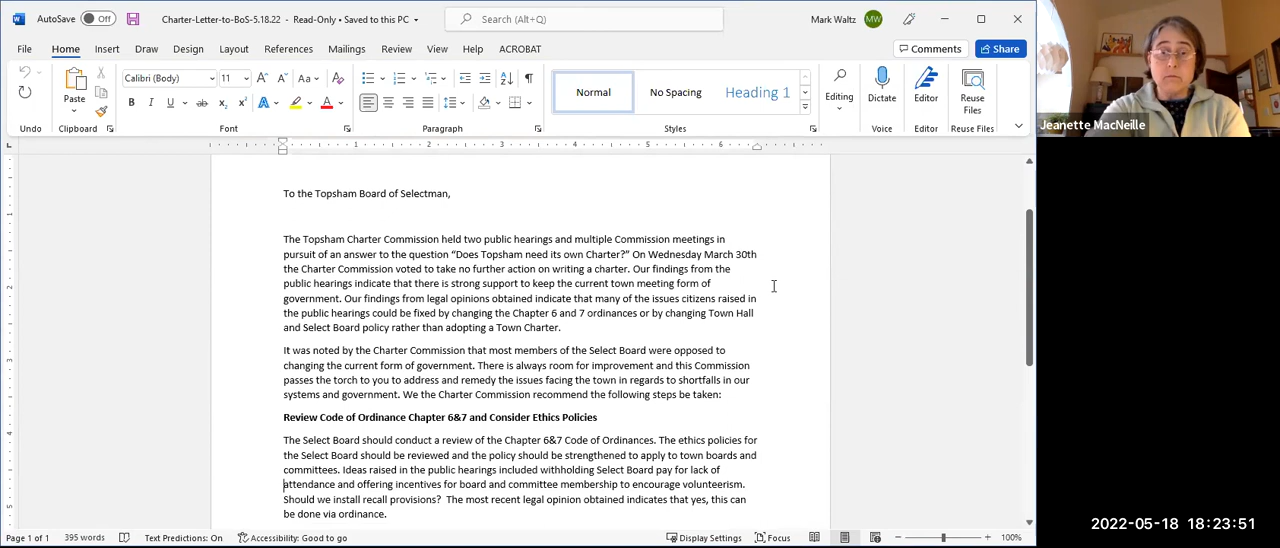 AutoSave Off Charter-Letter-to-BoS-5.18.22 - Read-Only • Saved to this PC Search (Alt+Q) Mark Waltz MW
File Home Insert Draw Design Layout References Mailings Review View Help ACROBAT Comments Share
Calibri (Body) 11
Paste Normal No Spacing Heading 1 Editing Dictate Editor Reuse Files
Undo Clipboard Font Paragraph Styles Voice Editor Reuse Files
Jeanette MacNeille
To the Topsham Board of Selectman,
The Topsham Charter Commission held two public hearings and multiple Commission meetings in
pursuit of an answer to the question “Does Topsham need its own Charter?” On Wednesday March 30th
the Charter Commission voted to take no further action on writing a charter. Our findings from the
public hearings indicate that there is strong support to keep the current town meeting form of
government. Our findings from legal opinions obtained indicate that many of the issues citizens raised in
the public hearings could be fixed by changing the Chapter 6 and 7 ordinances or by changing Town Hall
and Select Board policy rather than adopting a Town Charter.
It was noted by the Charter Commission that most members of the Select Board were opposed to
changing the current form of government. There is always room for improvement and this Commission
passes the torch to you to address and remedy the issues facing the town in regards to shortfalls in our
systems and government. We the Charter Commission recommend the following steps be taken:
Review Code of Ordinance Chapter 6&7 and Consider Ethics Policies
The Select Board should conduct a review of the Chapter 6&7 Code of Ordinances. The ethics policies for
the Select Board should be reviewed and the policy should be strengthened to apply to town boards and
committees. Ideas raised in the public hearings included withholding Select Board pay for lack of
attendance and offering incentives for board and committee membership to encourage volunteerism.
Should we install recall provisions? The most recent legal opinion obtained indicates that yes, this can
be done via ordinance.
Page 1 of 1 395 words Text Predictions: On Accessibility: Good to go Display Settings Focus 100%
2022-05-18 18:23:51